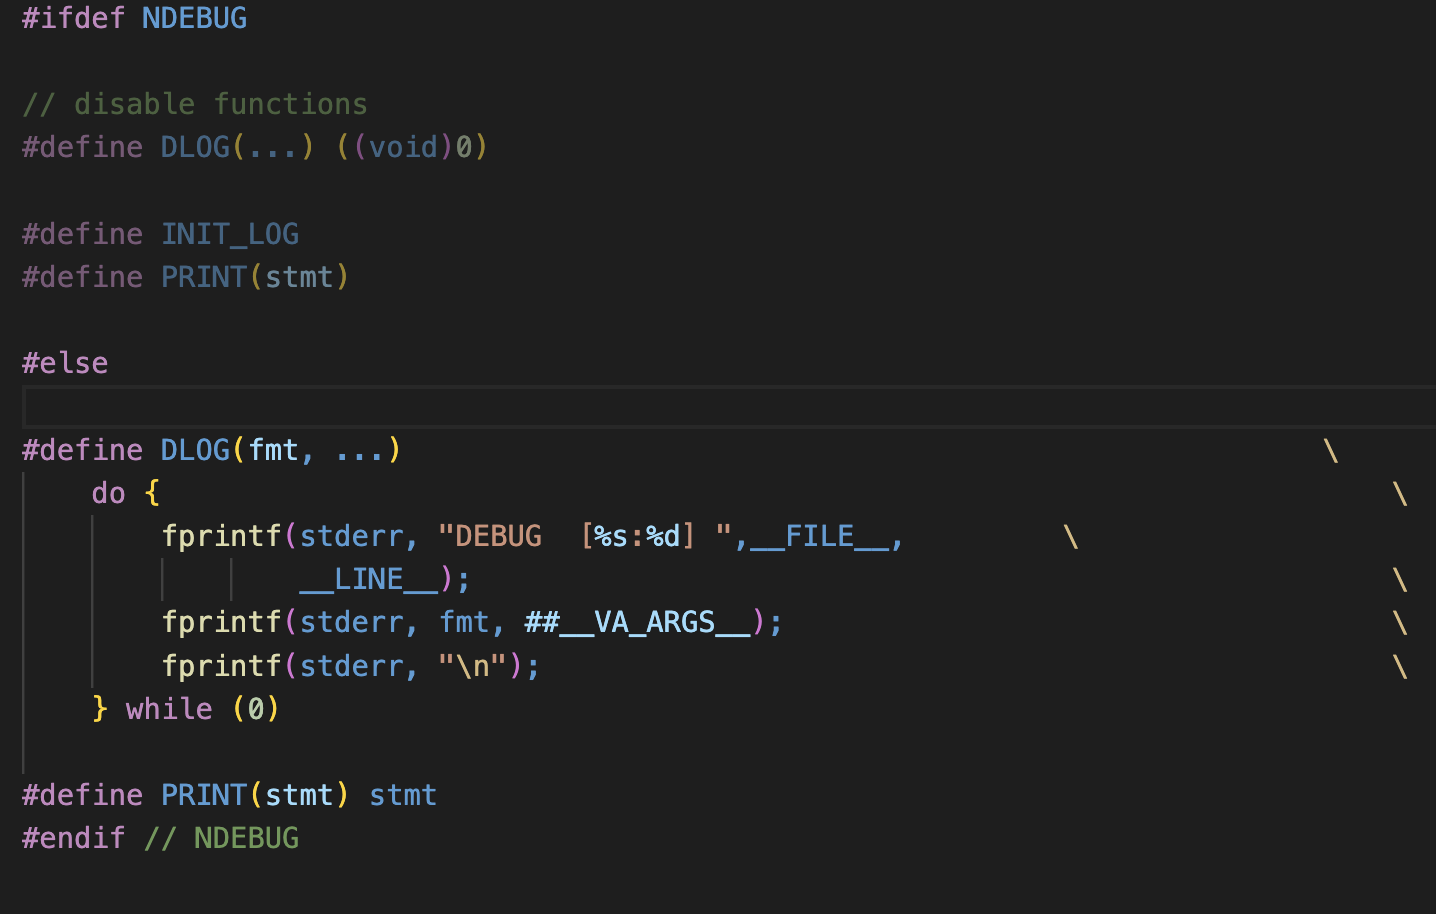 #ifdef NDEBUG
// disable functions
#define DLOG(...) ((void)0)
#define INIT_LOG
#define PRINT(stmt)
#else
#define DLOG(fmt, ...) \
do { \
fprintf(stderr, "DEBUG  [%s:%d] ",__FILE__, \
__LINE__); \
fprintf(stderr, fmt, ##__VA_ARGS__); \
fprintf(stderr, "\n"); \
} while (0)
#define PRINT(stmt) stmt
#endif // NDEBUG